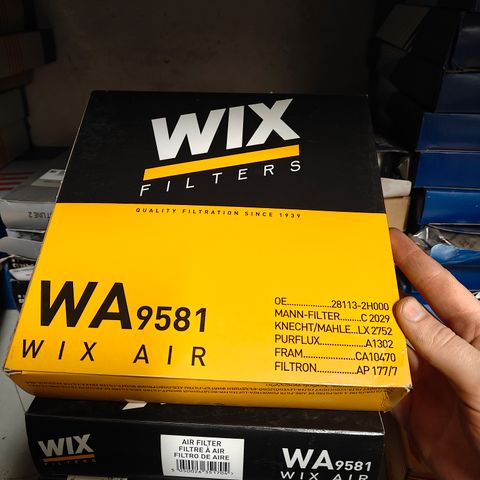 WIX
FILTERS
QUALITY FILTRATION SINCE 1939
WA9581
WIX AIR
OE....................28113-2H000
MANN-FILTER.........C 2029
KNECHT/MAHLE...LX 2752
PURFLUX..............A1302
FRAM................CA10470
FILTRON............AP 177/7
WIX
FILTERS
AIR FILTER
FILTRE À AIR
FILTRO DE AIRE
WA9581
WIX AIR